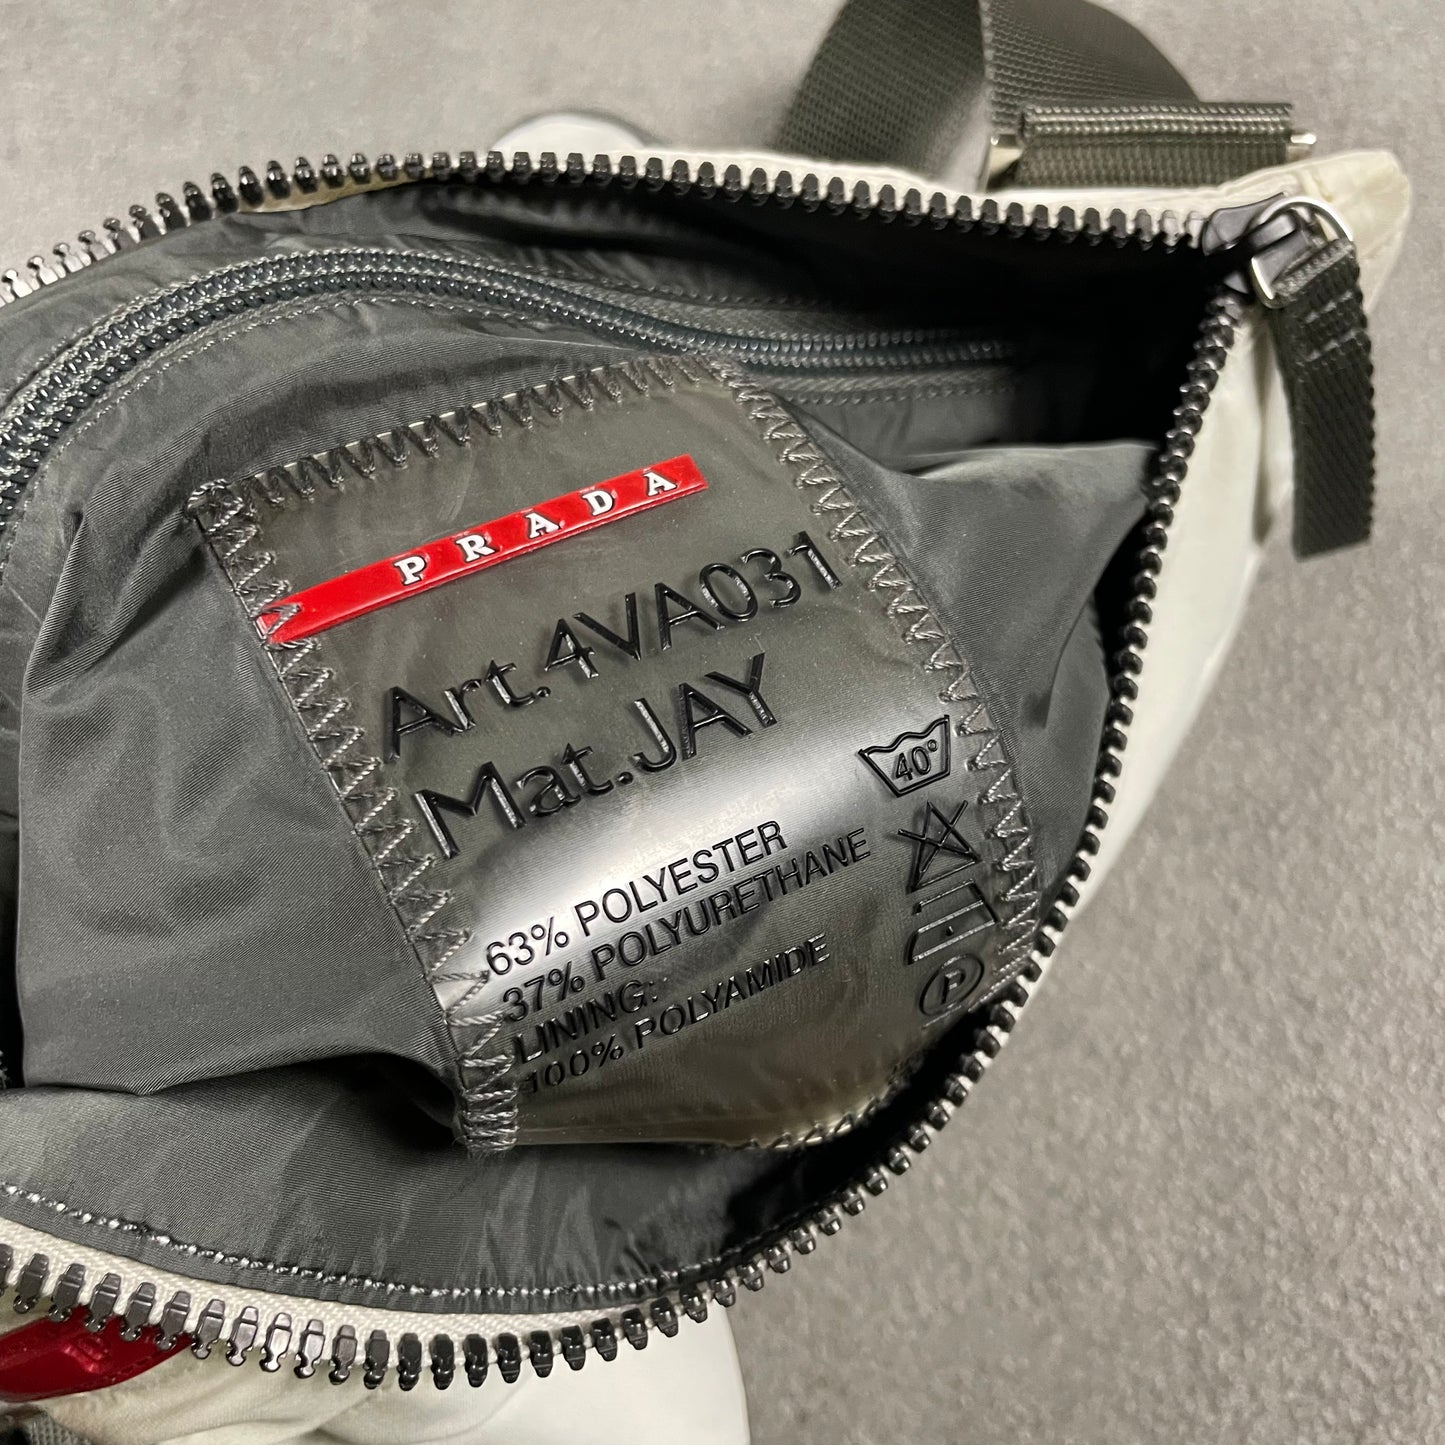 PRADA
Art.4VA031
Mat.JAY
40°
63% POLYESTER
37% POLYURETHANE
LINING:
100% POLYAMIDE
P